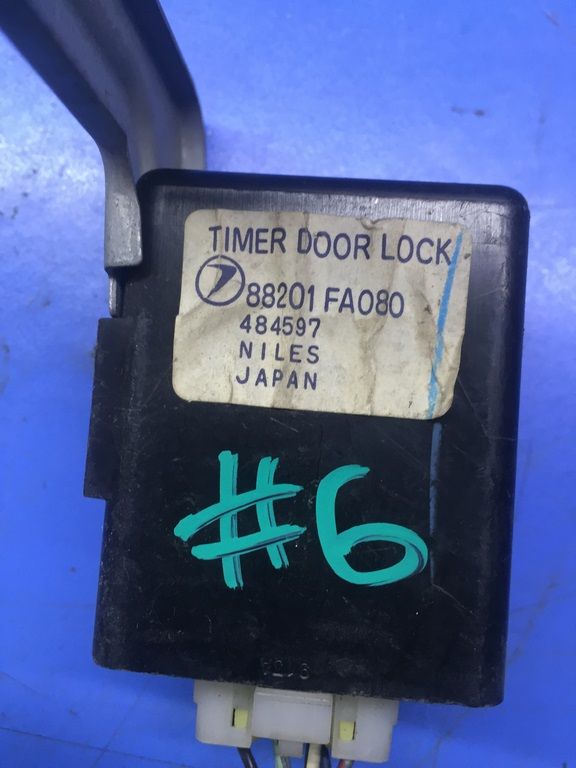 TIMER DOOR LOCK
88201 FA080
484597
NILES
JAPAN
#6